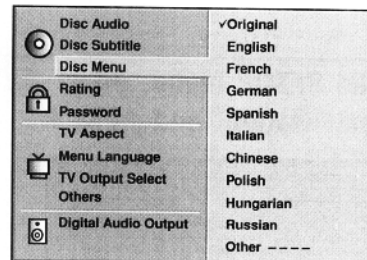 Disc Audio
Disc Subtitle
Disc Menu
Rating
Password
TV Aspect
Menu Language
TV Output Select
Others
Digital Audio Output
✓Original
English
French
German
Spanish
Italian
Chinese
Polish
Hungarian
Russian
Other – – – –